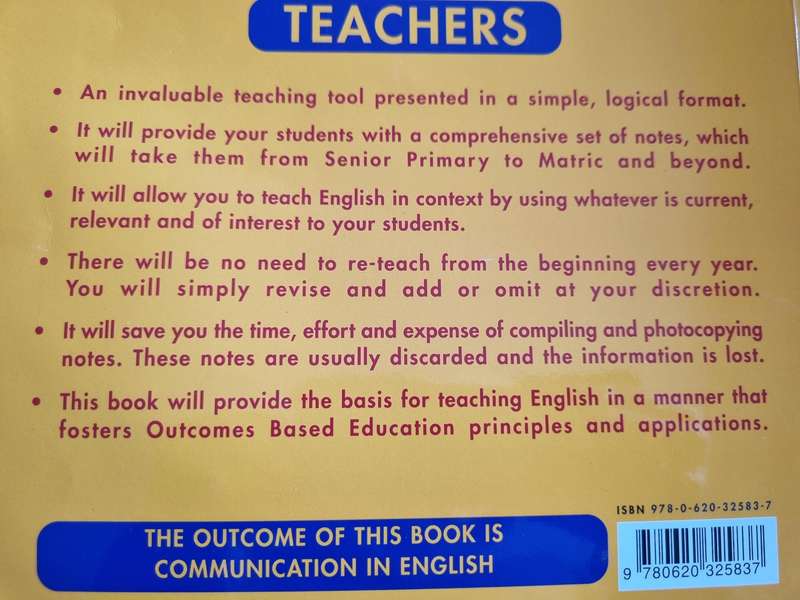 TEACHERS
• An invaluable teaching tool presented in a simple, logical format.
• It will provide your students with a comprehensive set of notes, which
will take them from Senior Primary to Matric and beyond.
• It will allow you to teach English in context by using whatever is current,
relevant and of interest to your students.
• There will be no need to re-teach from the beginning every year.
You will simply revise and add or omit at your discretion.
• It will save you the time, effort and expense of compiling and photocopying
notes. These notes are usually discarded and the information is lost.
• This book will provide the basis for teaching English in a manner that
fosters Outcomes Based Education principles and applications.
THE OUTCOME OF THIS BOOK IS
COMMUNICATION IN ENGLISH
ISBN 978-0-620-32583-7
9 780620 325837